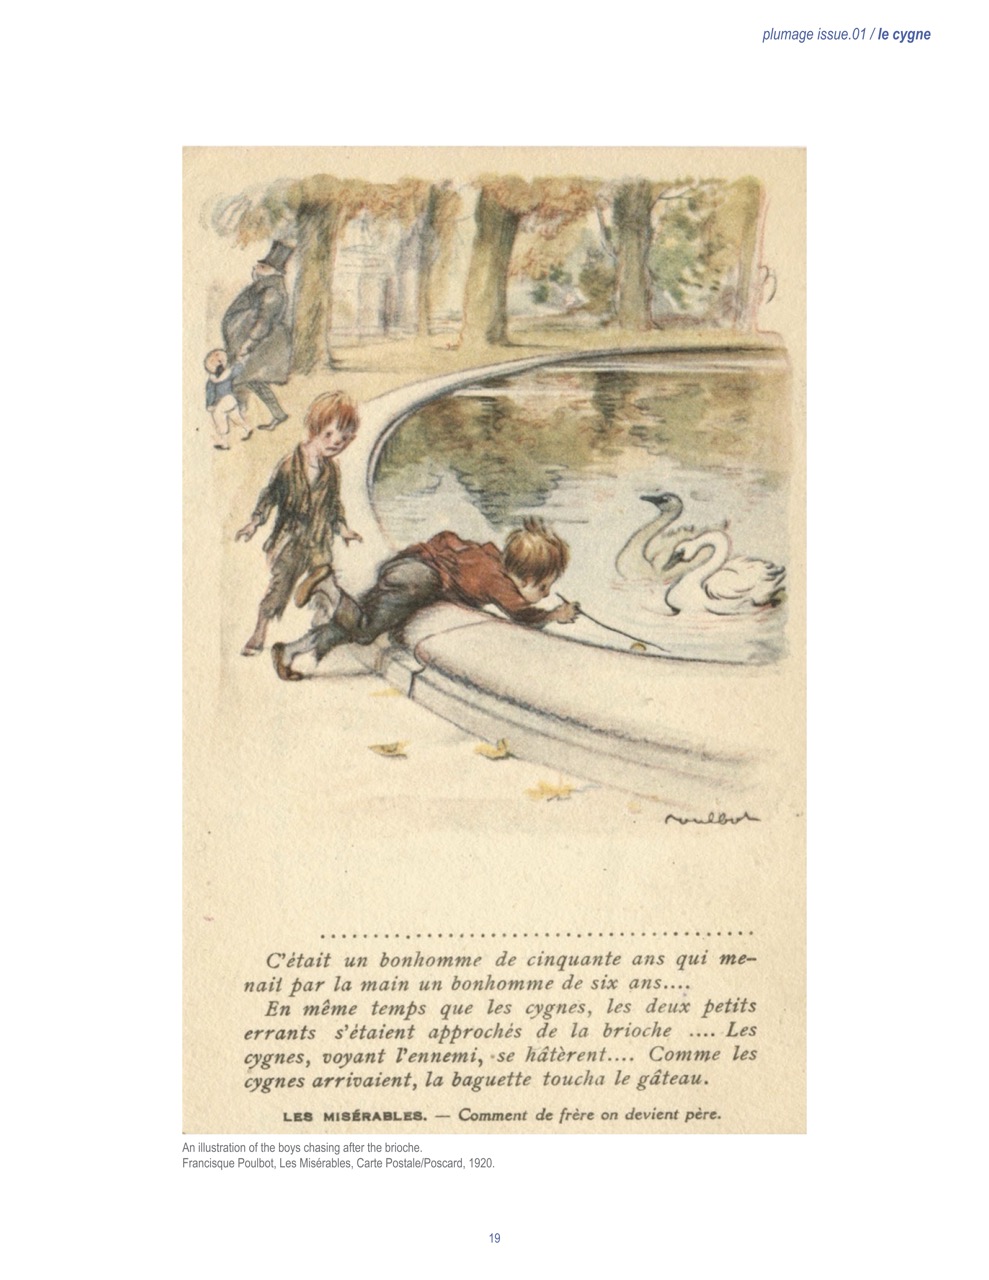 plumage issue.01 / le cygne
Poulbot
..........................................
C'était un bonhomme de cinquante ans qui me-
nait par la main un bonhomme de six ans....
En même temps que les cygnes, les deux petits
errants s'étaient approchés de la brioche .... Les
cygnes, voyant l'ennemi, se hâtèrent.... Comme les
cygnes arrivaient, la baguette toucha le gâteau.
LES MISÉRABLES. — Comment de frère on devient père.
An illustration of the boys chasing after the brioche.
Francisque Poulbot, Les Misérables, Carte Postale/Poscard, 1920.
19